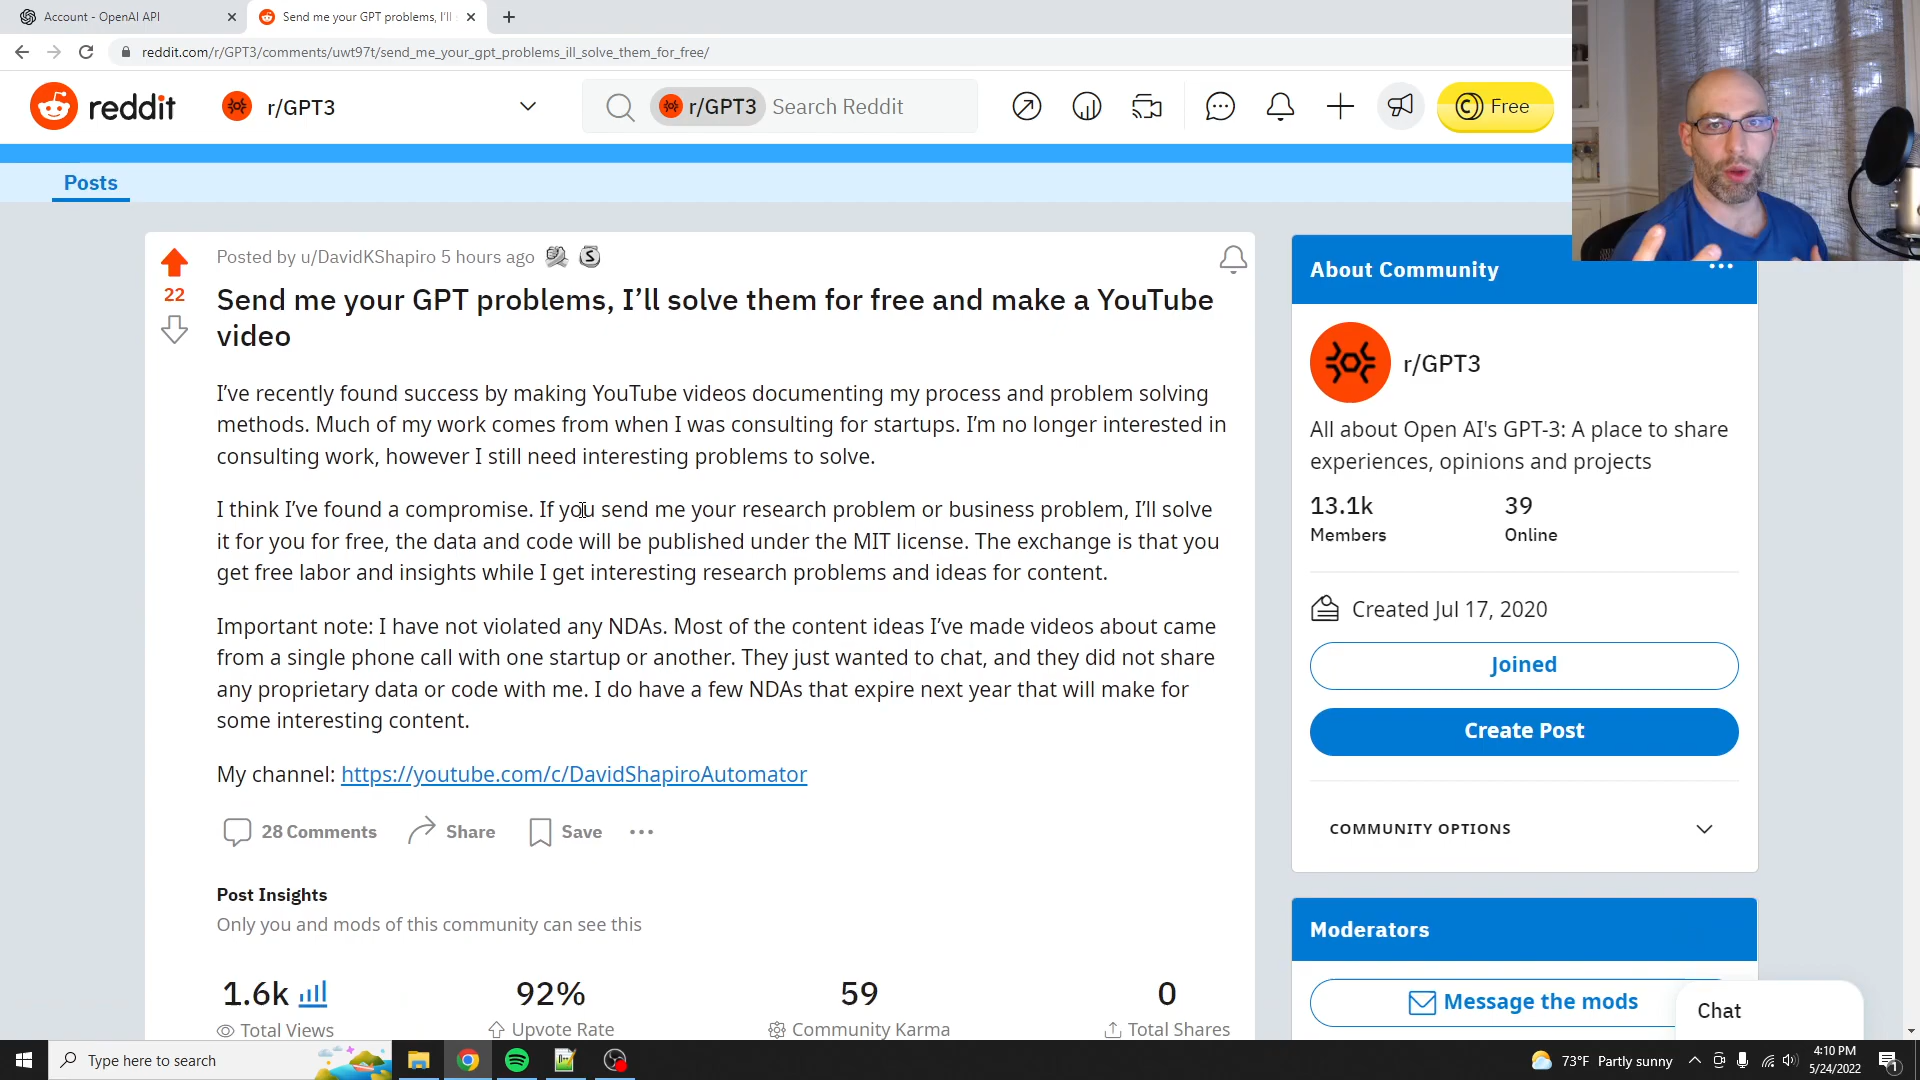 Account - OpenAI API
Send me your GPT problems, I'll
reddit.com/r/GPT3/comments/uwt97t/send_me_your_gpt_problems_ill_solve_them_for_free/
reddit
r/GPT3
r/GPT3
Search Reddit
Free
Posts
Posted by u/DavidKShapiro 5 hours ago
22
Send me your GPT problems, I’ll solve them for free and make a YouTube
video
I’ve recently found success by making YouTube videos documenting my process and problem solving
methods. Much of my work comes from when I was consulting for startups. I’m no longer interested in
consulting work, however I still need interesting problems to solve.
I think I’ve found a compromise. If you send me your research problem or business problem, I’ll solve
it for you for free, the data and code will be published under the MIT license. The exchange is that you
get free labor and insights while I get interesting research problems and ideas for content.
Important note: I have not violated any NDAs. Most of the content ideas I’ve made videos about came
from a single phone call with one startup or another. They just wanted to chat, and they did not share
any proprietary data or code with me. I do have a few NDAs that expire next year that will make for
some interesting content.
My channel: https://youtube.com/c/DavidShapiroAutomator
28 Comments
Share
Save
Post Insights
Only you and mods of this community can see this
1.6k
92%
59
0
Total Views
Upvote Rate
Community Karma
Total Shares
About Community
r/GPT3
All about Open AI's GPT-3: A place to share
experiences, opinions and projects
13.1k
39
Members
Online
Created Jul 17, 2020
Joined
Create Post
COMMUNITY OPTIONS
Moderators
Message the mods
Chat
Type here to search
73°F Partly sunny
4:10 PM
5/24/2022
1